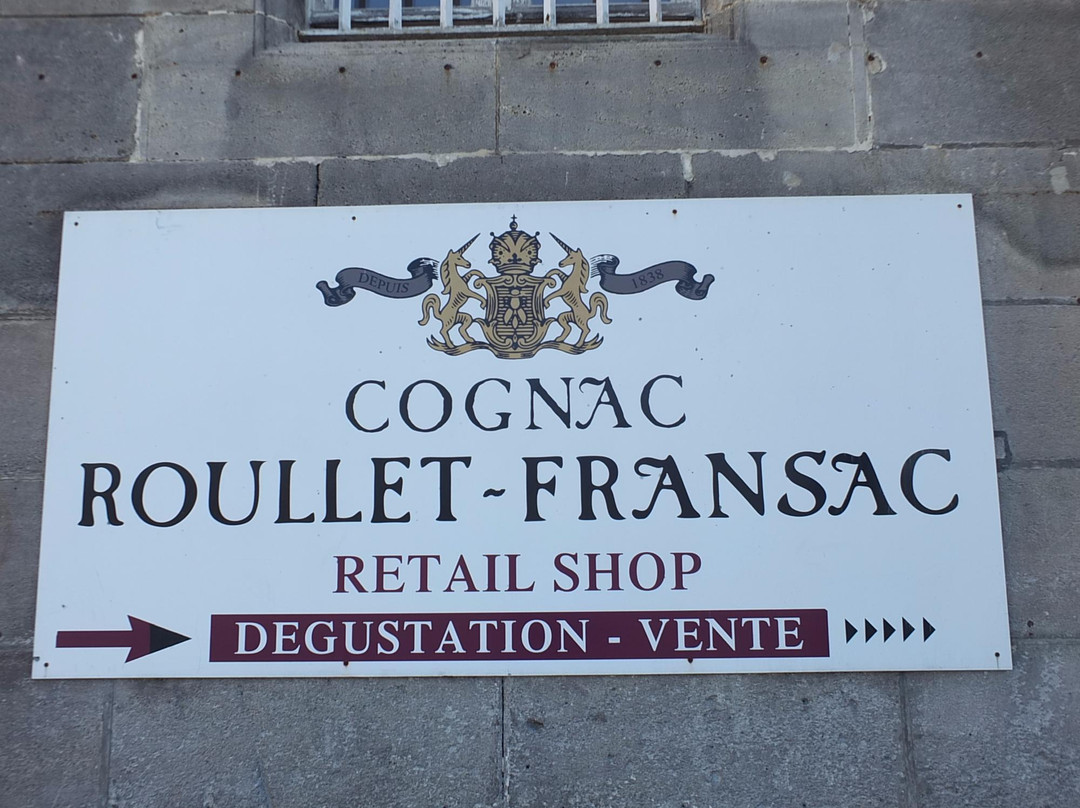 DEPUIS 1838
COGNAC
ROULLET-FRANSAC
RETAIL SHOP
DEGUSTATION - VENTE